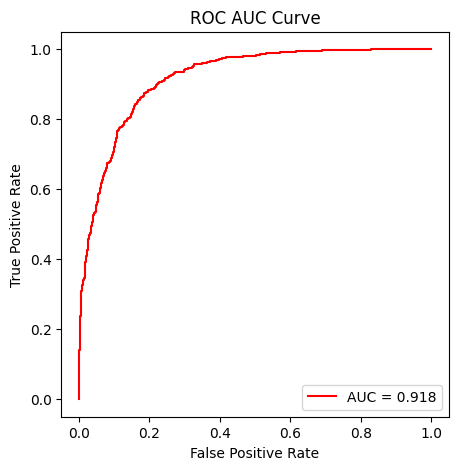 ROC AUC Curve
True Positive Rate
1.0
0.8
0.6
0.4
0.2
0.0
AUC = 0.918
0.0 0.2 0.4 0.6 0.8 1.0
False Positive Rate